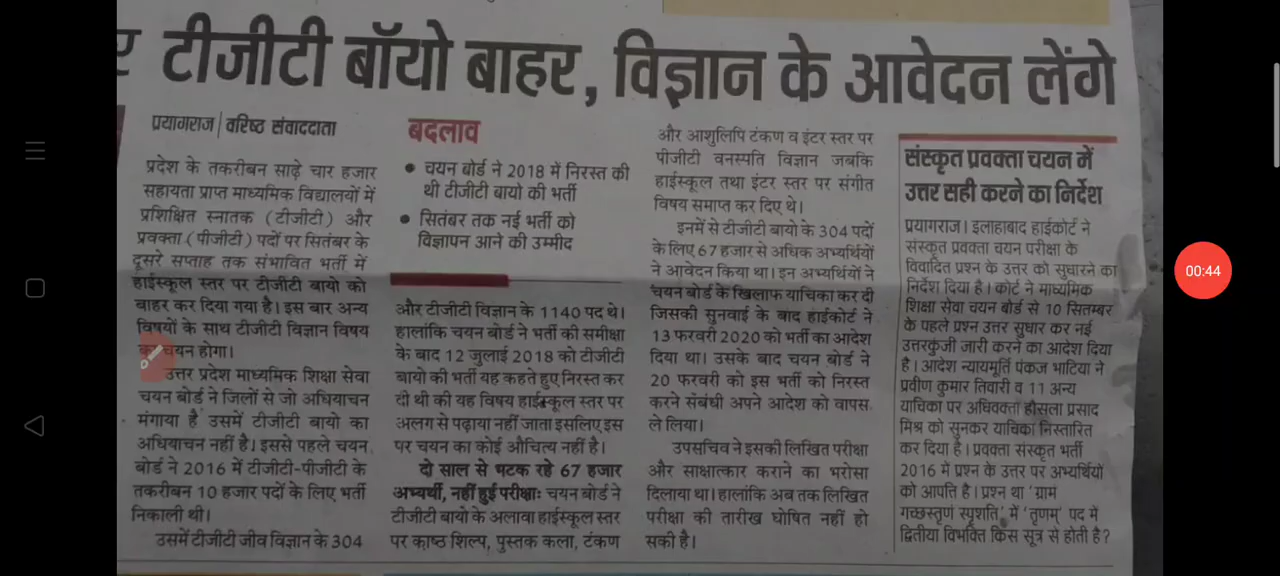 टीजीटी बॉयो बाहर, विज्ञान के आवेदन लेंगे
प्रयागराज | वरिष्ठ संवाददाता
प्रदेश के तकरीबन साढ़े चार हजार
सहायता प्राप्त माध्यमिक विद्यालयों में
प्रशिक्षित स्नातक (टीजीटी) और
प्रवक्ता (पीजीटी) पदों पर सितंबर के
दूसरे सप्ताह तक संभावित भर्ती में
हाईस्कूल स्तर पर टीजीटी बायो को
बाहर कर दिया गया है। इस बार अन्य
विषयों के साथ टीजीटी विज्ञान विषय
चयन होगा।
उत्तर प्रदेश माध्यमिक शिक्षा सेवा
चयन बोर्ड ने जिलों से जो अधियाचन
मंगाया है उसमें टीजीटी बायो का
अधियाचन नहीं है। इससे पहले चयन
बोर्ड ने 2016 में टीजीटी-पीजीटी के
तकरीबन 10 हजार पदों के लिए भर्ती
निकाली थी।
उसमें टीजीटी जीव विज्ञान के 304
बदलाव
• चयन बोर्ड ने 2018 में निरस्त की
थी टीजीटी बायो की भर्ती
• सितंबर तक नई भर्ती को
विज्ञापन आने की उम्मीद
और टीजीटी विज्ञान के 1140 पद थे।
हालांकि चयन बोर्ड ने भर्ती की समीक्षा
के बाद 12 जुलाई 2018 को टीजीटी
बायो की भर्ती यह कहते हुए निरस्त कर
दी थी की यह विषय हाईस्कूल स्तर पर
अलग से पढ़ाया नहीं जाता इसलिए इस
पर चयन का कोई औचित्य नहीं है।
दो साल से भटक रहे 67 हजार
अभ्यर्थी, नहीं हुई परीक्षाः चयन बोर्ड ने
टीजीटी बायो के अलावा हाईस्कूल स्तर
पर काष्ठ शिल्प, पुस्तक कला, टंकण
और आशुलिपि टंकण व इंटर स्तर पर
पीजीटी वनस्पति विज्ञान जबकि
हाईस्कूल तथा इंटर स्तर पर संगीत
विषय समाप्त कर दिए थे।
इनमें से टीजीटी बायो के 304 पदों
के लिए 67 हजार से अधिक अभ्यर्थियों
ने आवेदन किया था। इन अभ्यर्थियों ने
चयन बोर्ड के खिलाफ याचिका कर दी
जिसकी सुनवाई के बाद हाईकोर्ट ने
13 फरवरी 2020 को भर्ती का आदेश
दिया था। उसके बाद चयन बोर्ड ने
20 फरवरी को इस भर्ती को निरस्त
करने संबंधी अपने आदेश को वापस
ले लिया।
उपसचिव ने इसकी लिखित परीक्षा
और साक्षात्कार कराने का भरोसा
दिलाया था। हालांकि अब तक लिखित
परीक्षा की तारीख घोषित नहीं हो
सकी है।
संस्कृत प्रवक्ता चयन में
उत्तर सही करने का निर्देश
प्रयागराज। इलाहाबाद हाईकोर्ट ने
संस्कृत प्रवक्ता चयन परीक्षा के
विवादित प्रश्न के उत्तर को सुधारने का
निर्देश दिया है। कोर्ट ने माध्यमिक
शिक्षा सेवा चयन बोर्ड से 10 सितम्बर
के पहले प्रश्न उत्तर सुधार कर नई
उत्तरकुंजी जारी करने का आदेश दिया
है। आदेश न्यायमूर्ति पंकज भाटिया ने
प्रवीण कुमार तिवारी व 11 अन्य
याचिका पर अधिवक्ता हौसला प्रसाद
मिश्र को सुनकर याचिका निस्तारित
कर दिया है। प्रवक्ता संस्कृत भर्ती
2016 में प्रश्न के उत्तर पर अभ्यर्थियों
को आपति है। प्रश्न था 'ग्राम
गच्छस्तृणं स्पृशति' में 'तृणम्' पद में
द्वितीया विभक्ति किस सूत्र से होती है?
00:44